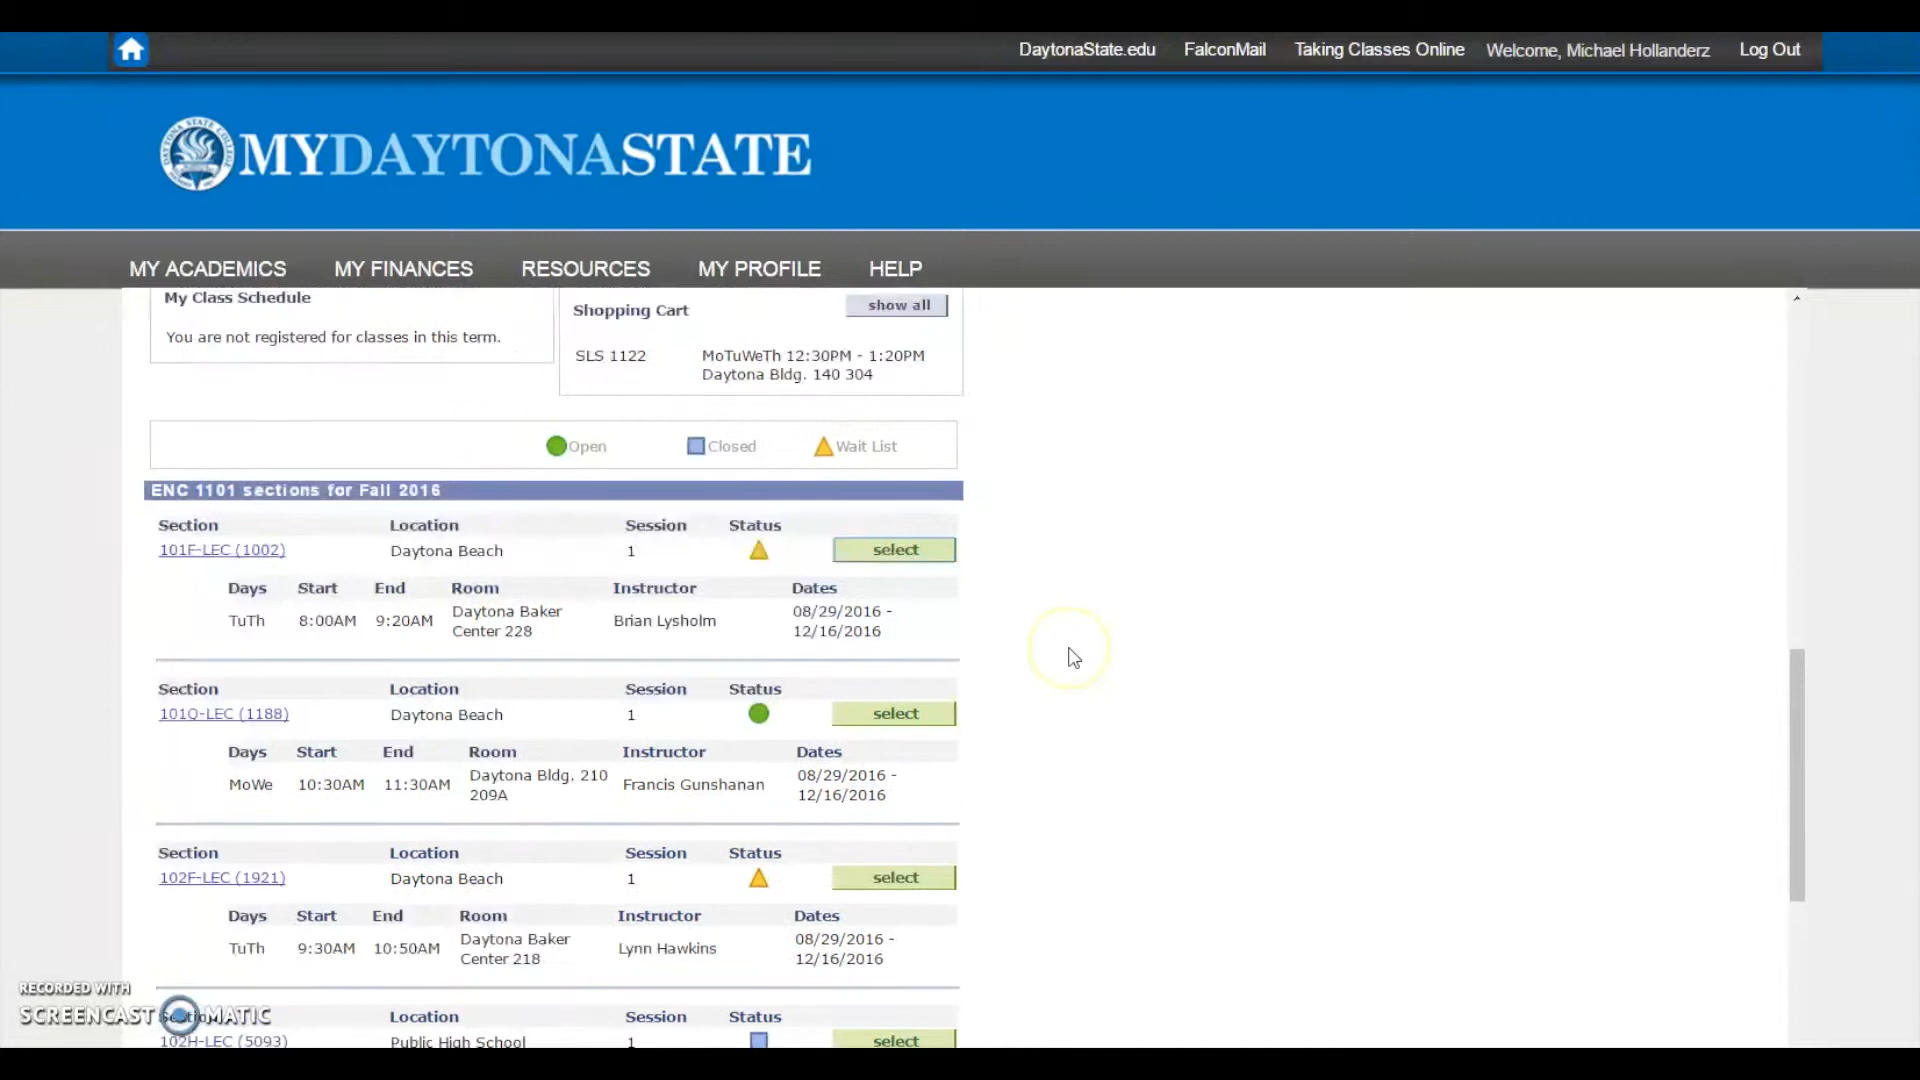 DaytonaState.edu FalconMail Taking Classes Online Welcome, Michael Hollanderz Log Out
MYDAYTONASTATE
MY ACADEMICS MY FINANCES RESOURCES MY PROFILE HELP
My Class Schedule
You are not registered for classes in this term.
Shopping Cart show all
SLS 1122 MoTuWeTh 12:30PM - 1:20PM
Daytona Bldg. 140 304
Open Closed Wait List
ENC 1101 sections for Fall 2016
Section Location Session Status
101F-LEC (1002) Daytona Beach 1 select
Days Start End Room Instructor Dates
TuTh 8:00AM 9:20AM Daytona Baker Center 228 Brian Lysholm 08/29/2016 - 12/16/2016
Section Location Session Status
101Q-LEC (1188) Daytona Beach 1 select
Days Start End Room Instructor Dates
MoWe 10:30AM 11:30AM Daytona Bldg. 210 209A Francis Gunshanan 08/29/2016 - 12/16/2016
Section Location Session Status
102F-LEC (1921) Daytona Beach 1 select
Days Start End Room Instructor Dates
TuTh 9:30AM 10:50AM Daytona Baker Center 218 Lynn Hawkins 08/29/2016 - 12/16/2016
Section Location Session Status
102H-LEC (5093) Public High School 1 select
RECORDED WITH
SCREENCAST MATIC